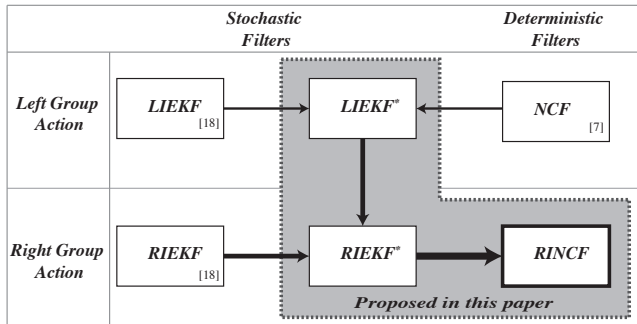 Stochastic
Filters
Deterministic
Filters
Left Group
Action
LIEKF
[18]
LIEKF*
NCF
[7]
Right Group
Action
RIEKF
[18]
RIEKF*
RINCF
Proposed in this paper